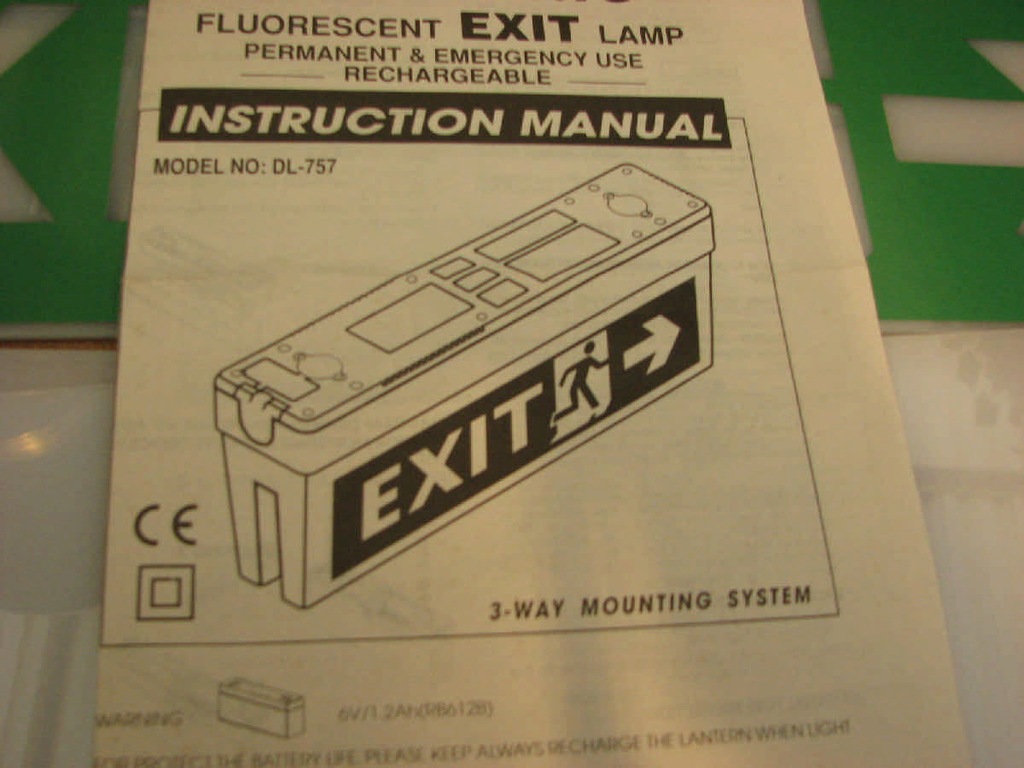 FLUORESCENT EXIT LAMP
PERMANENT & EMERGENCY USE
RECHARGEABLE
INSTRUCTION MANUAL
MODEL NO: DL-757
EXIT
CE
3-WAY MOUNTING SYSTEM
WARNING
6V/1.2Ah(RB612B)
FOR PROTECT THE BATTERY LIFE. PLEASE KEEP ALWAYS RECHARGE THE LANTERN WHEN LIGHT